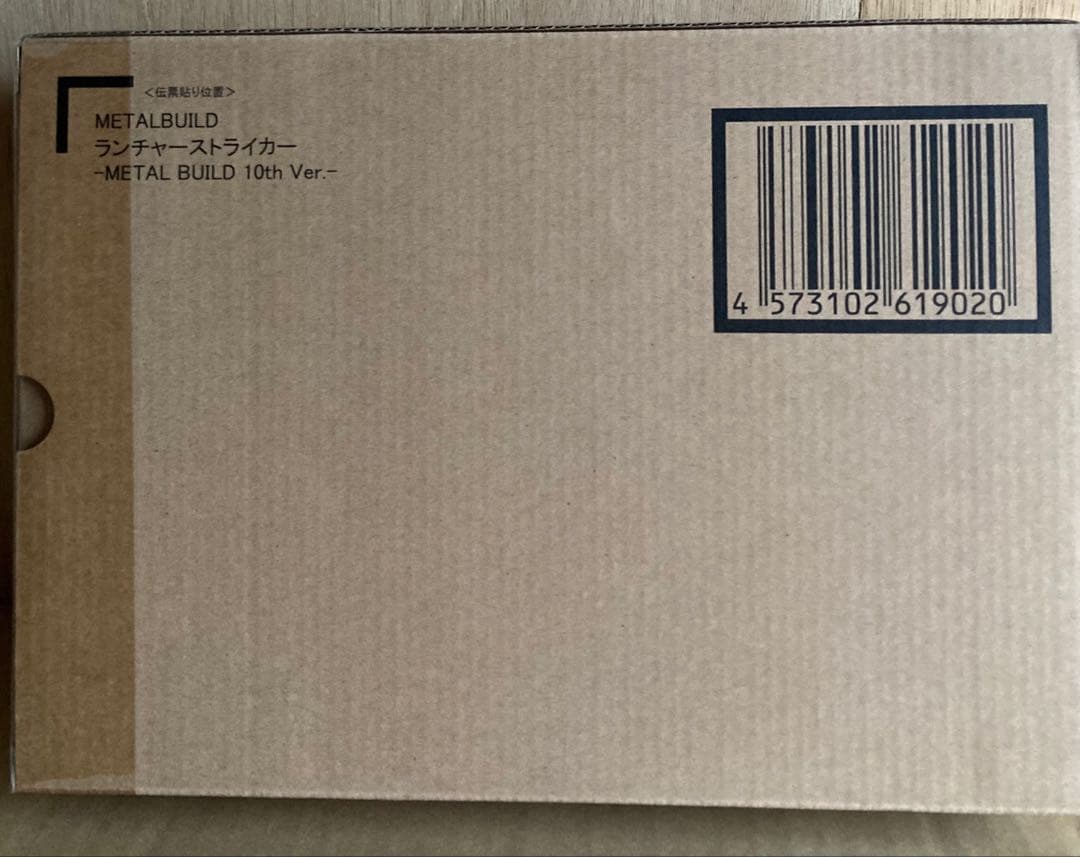 ＜伝票貼り位置＞
METALBUILD
ランチャーストライカー
-METAL BUILD 10th Ver.-
4 573102 619020